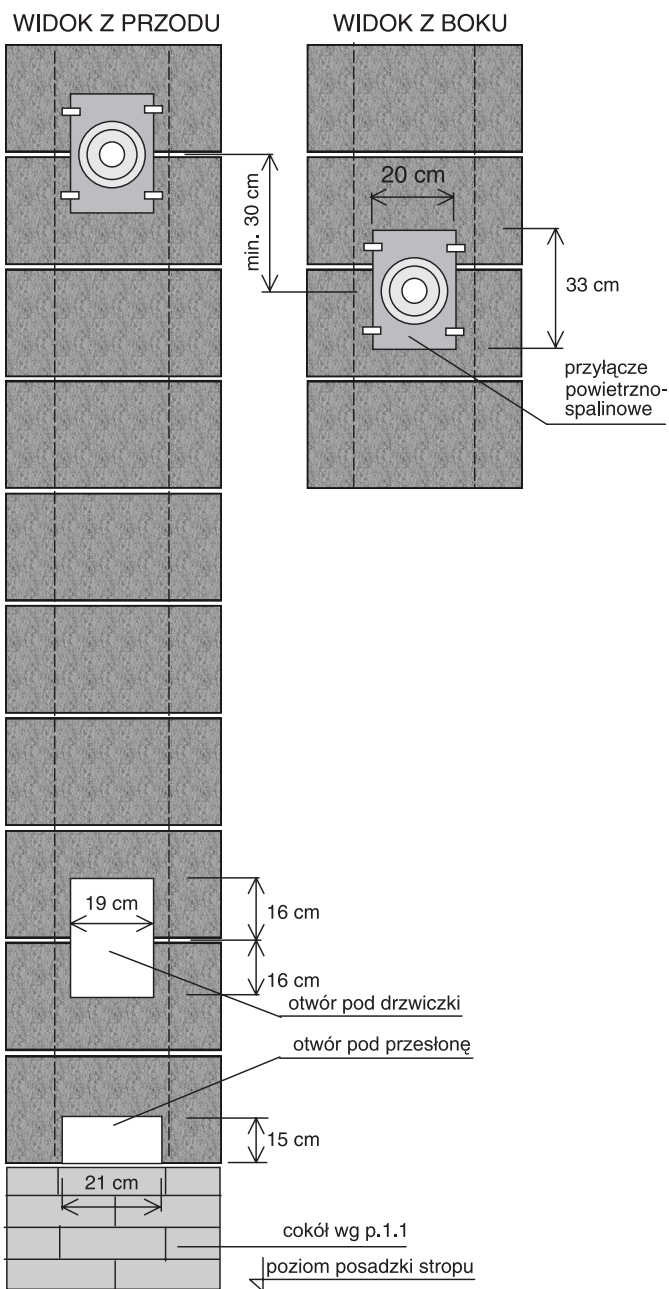 WIDOK Z PRZODU
WIDOK Z BOKU
min. 30 cm
20 cm
33 cm
przyłącze
powietrzno-
spalinowe
19 cm
16 cm
16 cm
otwór pod drzwiczki
otwór pod przesłonę
15 cm
21 cm
cokół wg p.1.1
poziom posadzki stropu